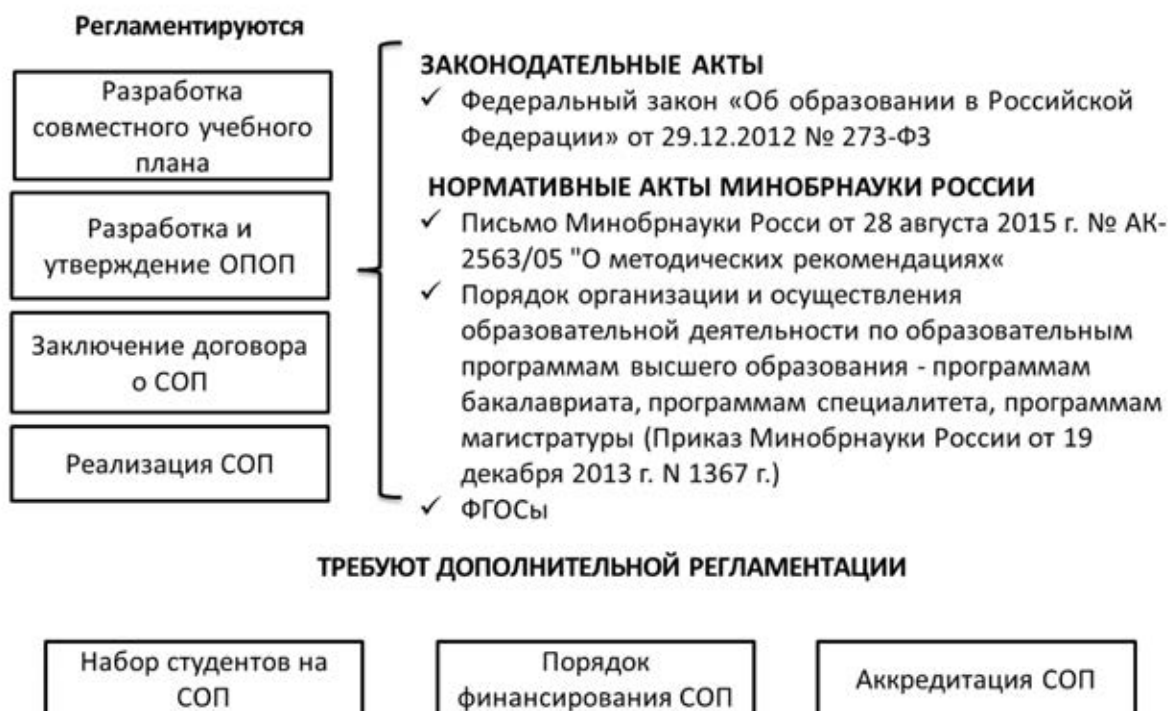 Регламентируются
Разработка
совместного учебного
плана
Разработка и
утверждение ОПОП
Заключение договора
о СОП
Реализация СОП
ЗАКОНОДАТЕЛЬНЫЕ АКТЫ
✓ Федеральный закон «Об образовании в Российской
Федерации» от 29.12.2012 № 273-ФЗ
НОРМАТИВНЫЕ АКТЫ МИНОБРНАУКИ РОССИИ
✓ Письмо Минобрнауки Росси от 28 августа 2015 г. № АК-
2563/05 "О методических рекомендациях«
✓ Порядок организации и осуществления
образовательной деятельности по образовательным
программам высшего образования - программам
бакалавриата, программам специалитета, программам
магистратуры (Приказ Минобрнауки России от 19
декабря 2013 г. N 1367 г.)
✓ ФГОСы
ТРЕБУЮТ ДОПОЛНИТЕЛЬНОЙ РЕГЛАМЕНТАЦИИ
Набор студентов на
СОП
Порядок
финансирования СОП
Аккредитация СОП